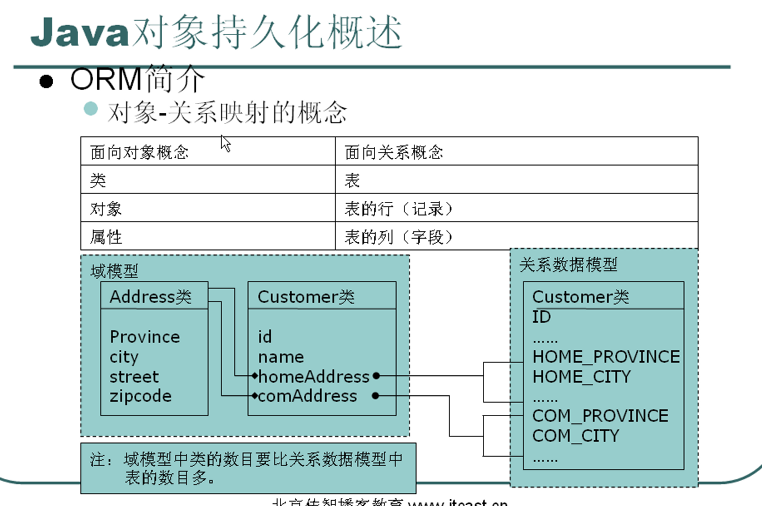 Java对象持久化概述
ORM简介
对象-关系映射的概念
面向对象概念 面向关系概念
类 表
对象 表的行（记录）
属性 表的列（字段）
域模型
Address类
Province
city
street
zipcode
Customer类
id
name
homeAddress
comAddress
关系数据模型
Customer类
ID
......
HOME_PROVINCE
HOME_CITY
......
COM_PROVINCE
COM_CITY
......
注：域模型中类的数目要比关系数据模型中
表的数目多。
北京传智播客教育 www.itcast.cn